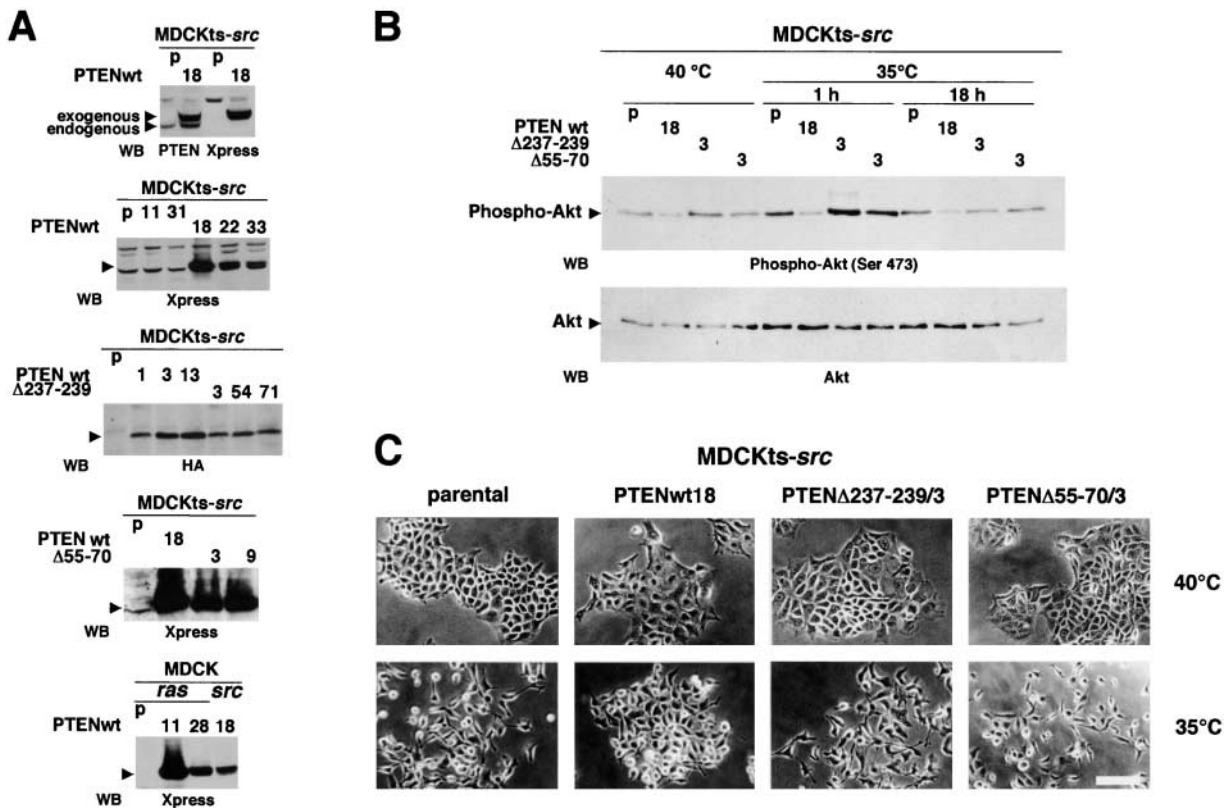 A
MDCKts-src
p p
PTENwt 18 18
exogenous
endogenous
WB PTEN Xpress
MDCKts-src
p 11 31
PTENwt 18 22 33
WB Xpress
MDCKts-src
p
PTEN wt 1 3 13
Δ237-239 3 54 71
WB HA
MDCKts-src
p
PTEN wt 18
Δ55-70 3 9
WB Xpress
MDCK
ras src
p
PTENwt 11 28 18
WB Xpress
B
MDCKts-src
40 °C 35°C
1 h 18 h
p p p
PTEN wt 18 18 18
Δ237-239 3 3 3
Δ55-70 3 3 3
Phospho-Akt
WB Phospho-Akt (Ser 473)
Akt
WB Akt
C
MDCKts-src
parental PTENwt18 PTENΔ237-239/3 PTENΔ55-70/3
40°C
35°C